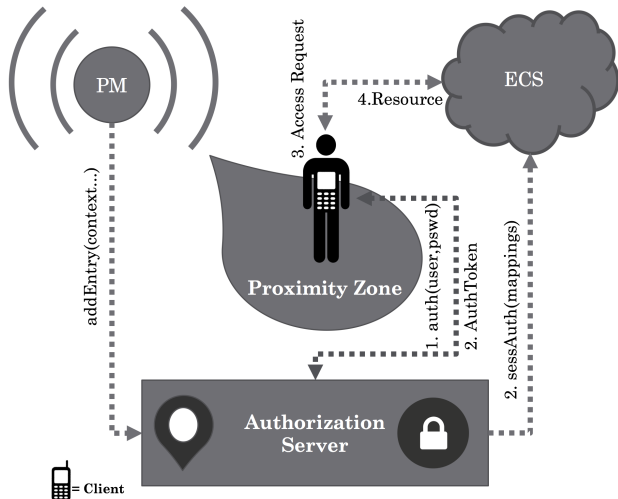 PM
ECS
3. Access Request
4.Resource
addEntry(context...)
Proximity Zone
1. auth(user,pswd)
2. AuthToken
2. sessAuth(mappings)
Authorization
Server
= Client